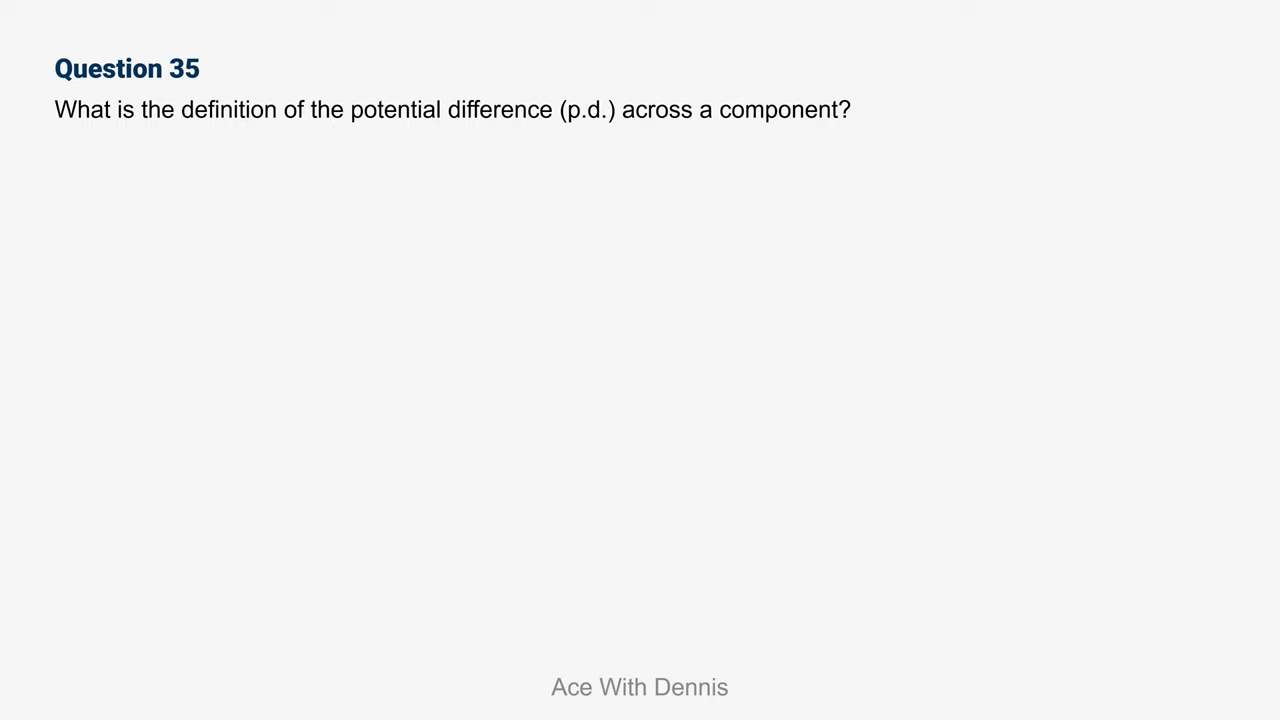 Question 35
What is the definition of the potential difference (p.d.) across a component?
Ace With Dennis